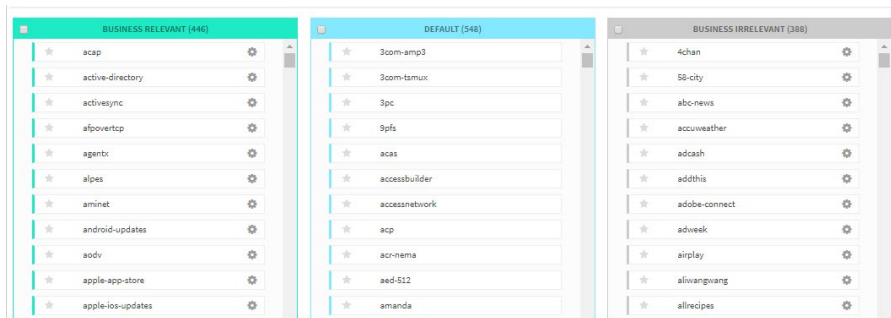 BUSINESS RELEVANT (446)
acap
active-directory
activesync
afpovertcp
agentx
alpes
aminet
android-updates
aodv
apple-app-store
apple-ios-updates
DEFAULT (548)
3com-amp3
3com-tsmux
3pc
9pfs
acas
accessbuilder
accessnetwork
acp
acr-nema
aed-512
amanda
BUSINESS IRRELEVANT (388)
4chan
58-city
abc-news
accuweather
adcash
addthis
adobe-connect
adweek
airplay
aliwangwang
allrecipes